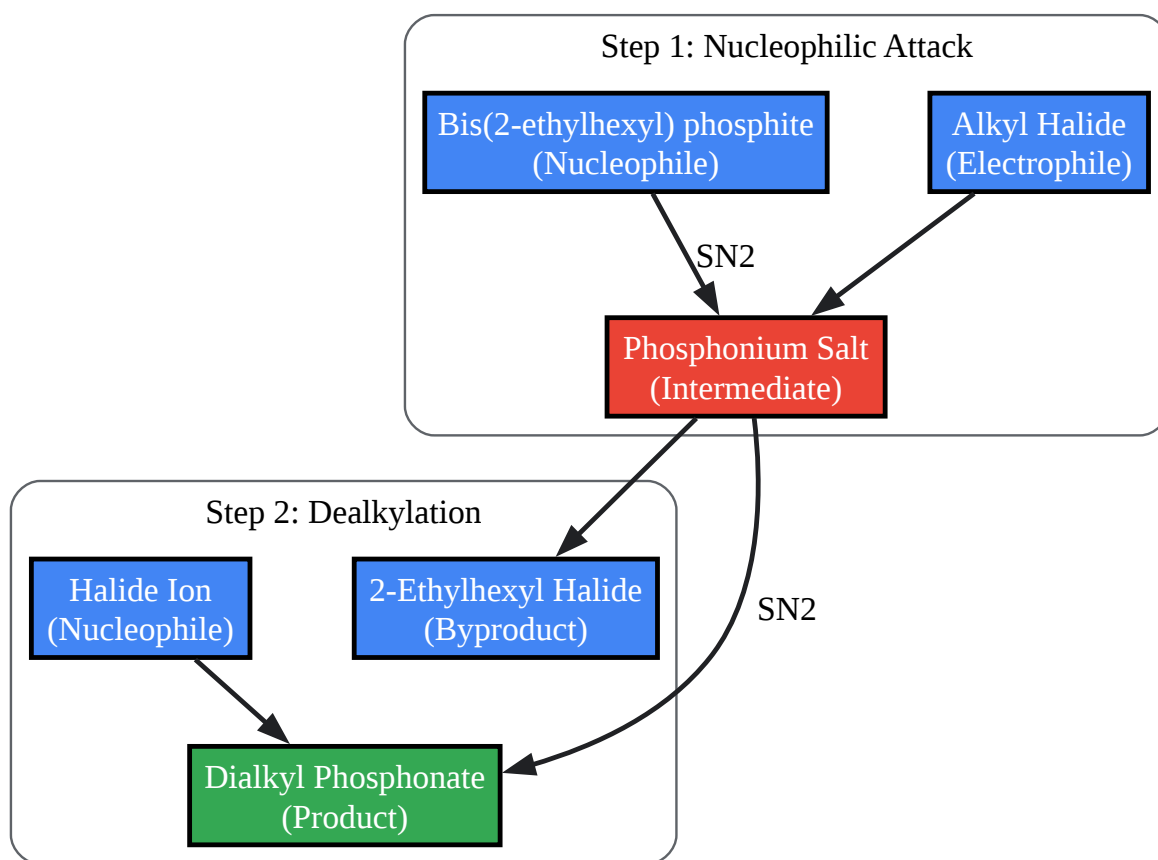 Step 1: Nucleophilic Attack
Bis(2-ethylhexyl) phosphite
(Nucleophile)
Alkyl Halide
(Electrophile)
SN2
Phosphonium Salt
(Intermediate)
Step 2: Dealkylation
Halide Ion
(Nucleophile)
2-Ethylhexyl Halide
(Byproduct)
SN2
Dialkyl Phosphonate
(Product)